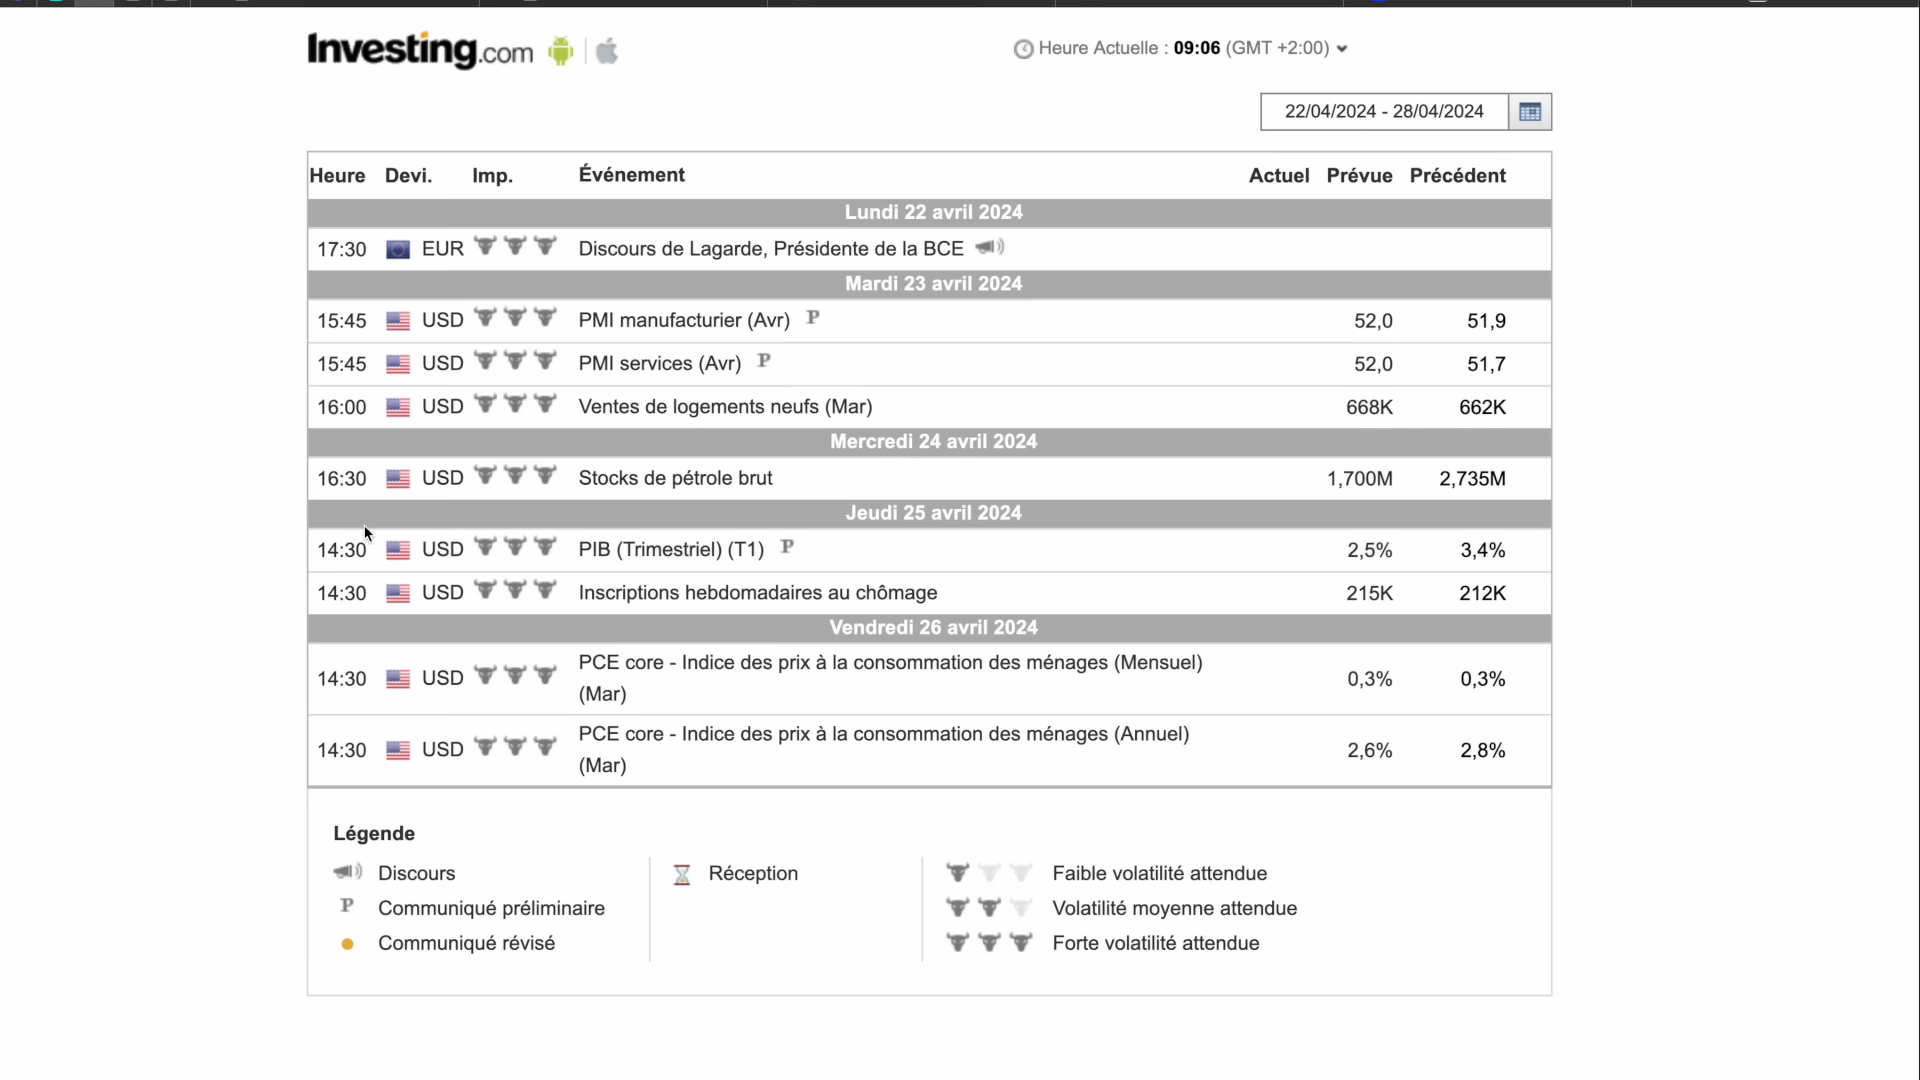 Investing.com
Heure Actuelle : 09:06 (GMT +2:00)
22/04/2024 - 28/04/2024
Heure Devi. Imp. Événement Actuel Prévue Précédent
Lundi 22 avril 2024
17:30 EUR Discours de Lagarde, Présidente de la BCE
Mardi 23 avril 2024
15:45 USD PMI manufacturier (Avr) P 52,0 51,9
15:45 USD PMI services (Avr) P 52,0 51,7
16:00 USD Ventes de logements neufs (Mar) 668K 662K
Mercredi 24 avril 2024
16:30 USD Stocks de pétrole brut 1,700M 2,735M
Jeudi 25 avril 2024
14:30 USD PIB (Trimestriel) (T1) P 2,5% 3,4%
14:30 USD Inscriptions hebdomadaires au chômage 215K 212K
Vendredi 26 avril 2024
14:30 USD PCE core - Indice des prix à la consommation des ménages (Mensuel)
(Mar) 0,3% 0,3%
14:30 USD PCE core - Indice des prix à la consommation des ménages (Annuel)
(Mar) 2,6% 2,8%
Légende
Discours Réception Faible volatilité attendue
P Communiqué préliminaire Volatilité moyenne attendue
Communiqué révisé Forte volatilité attendue